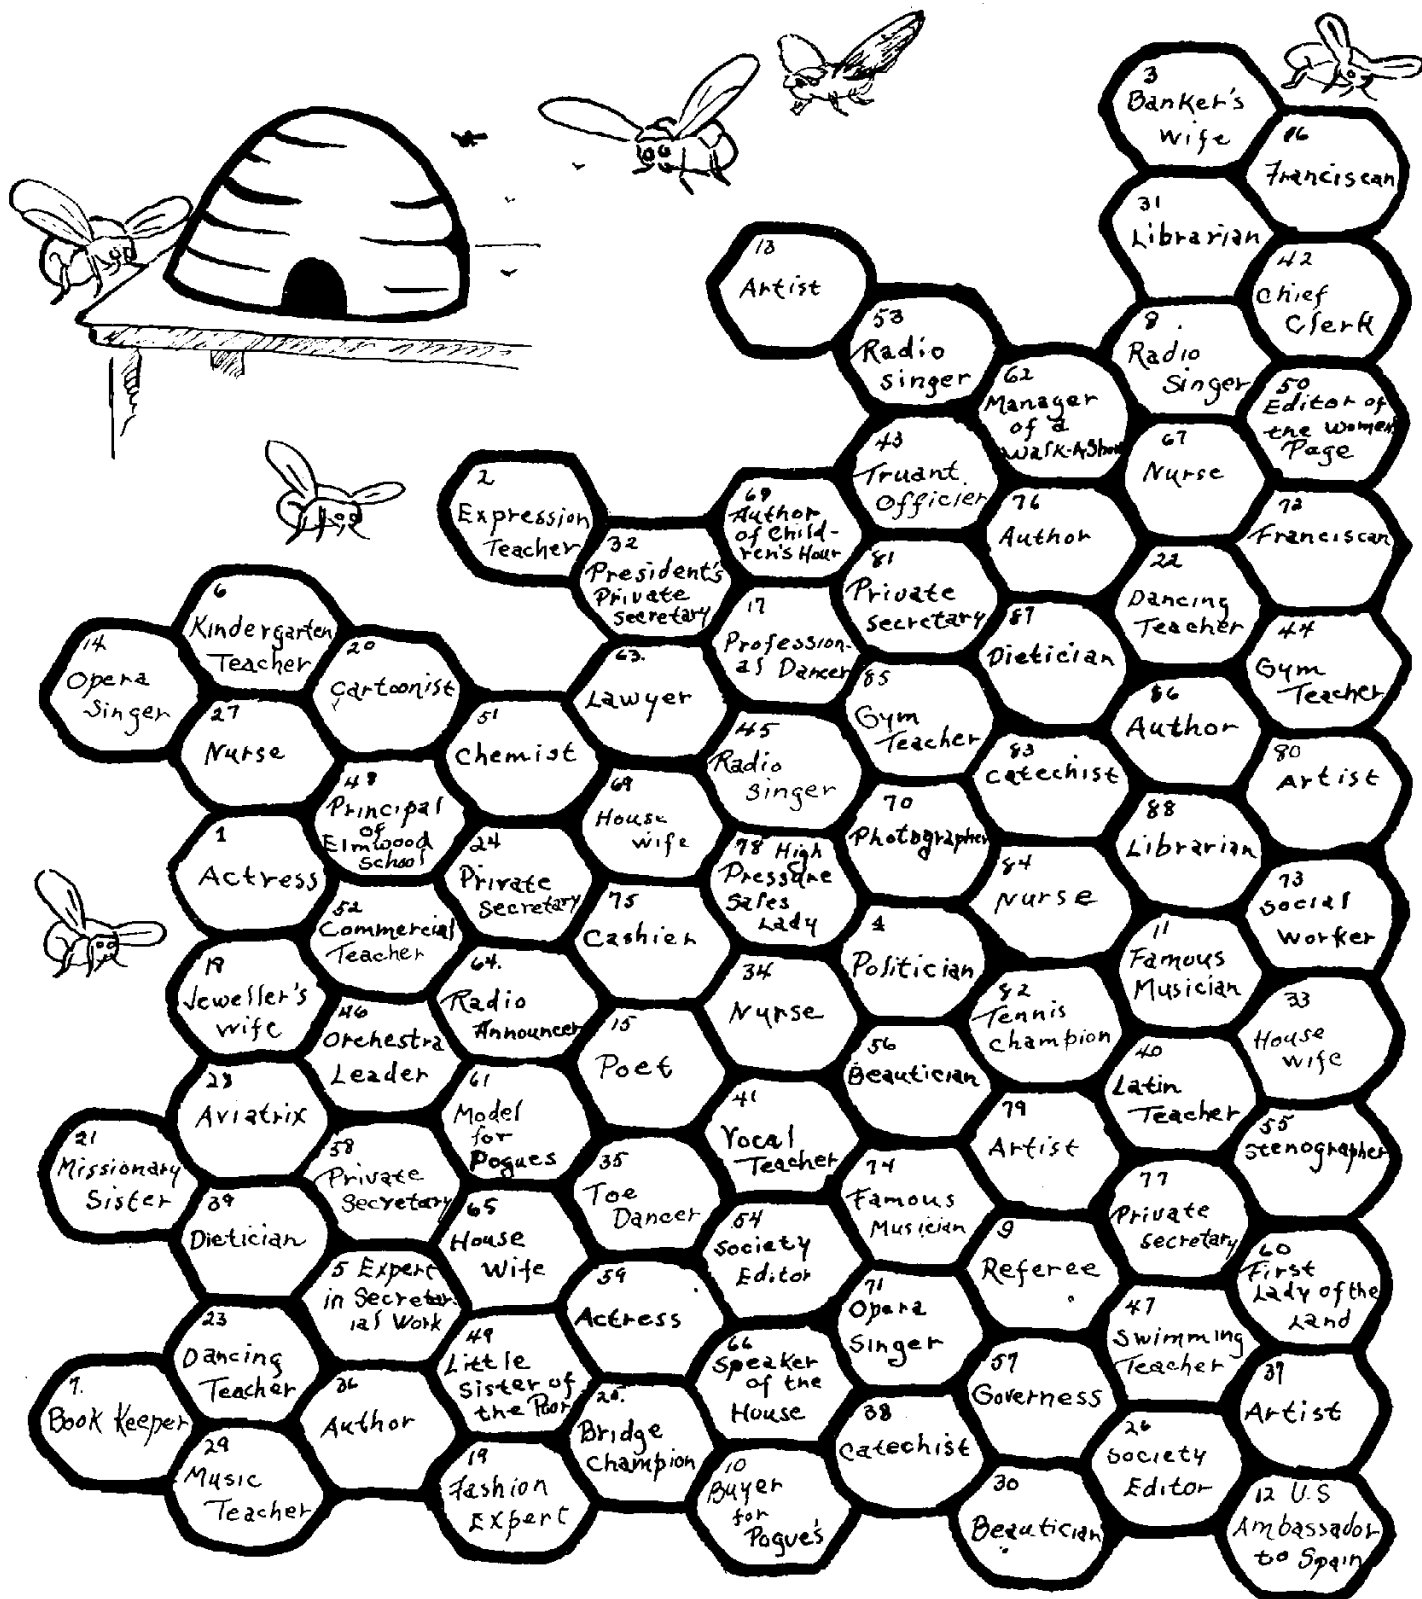 3
Banker's
wife
16
Franciscan
31
Librarian
42
Chief
Clerk
13
Artist
53
Radio
singer
8
Radio
Singer
62
Manager
of a
Walk-A-Show
50
Editor of
the Women
Page
43
Truant
Officier
67
Nurse
2
Expression
Teacher
69
Author
of Child-
ren's Hour
76
Author
72
Franciscan
32
President's
Private
Secretary
81
Private
secretary
22
Dancing
Teacher
6
Kindergarten
Teacher
17
Profession-
al Dancer
87
Dietician
44
Gym
Teacher
14
Opera
Singer
20
Cartoonist
63.
Lawyer
85
Gym
Teacher
86
Author
27
Nurse
51
Chemist
45
Radio
Singer
83
Catechist
80
Artist
48
Principal
of
Elmwood
School
69
House
wife
70
Photographer
88
Librarian
1
Actress
24
Private
Secretary
78 High
Pressure
Sales
Lady
84
Nurse
73
Social
Worker
52
Commercial
Teacher
75
Cashier
4
Politician
11
Famous
Musician
18
Jeweller's
wife
64.
Radio
Announcer
34
Nurse
82
Tennis
champion
33
House
wife
46
Orchestra
Leader
15
Poet
56
Beautician
40
Latin
Teacher
28
Aviatrix
61
Model
for
Pogues
41
Vocal
Teacher
79
Artist
55
Stenographer
21
Missionary
Sister
58
Private
Secretary
35
Toe
Dancer
74
Famous
Musician
77
Private
Secretary
39
Dietician
65
House
Wife
54
Society
Editor
9
Referee
60
First
Lady of the
Land
5 Expert
in Secretar-
ial Work
59
Actress
71
Opera
Singer
47
Swimming
Teacher
23
Dancing
Teacher
49
Little
Sister of
the Poor
66
Speaker
of the
House
57
Governess
37
Artist
7.
Book Keeper
36
Author
Bridge
Champion
38
Catechist
26
Society
Editor
29
Music
Teacher
19
Fashion
Expert
10
Buyer
for
Pogue's
30
Beautician
12 U.S
Ambassador
to Spain